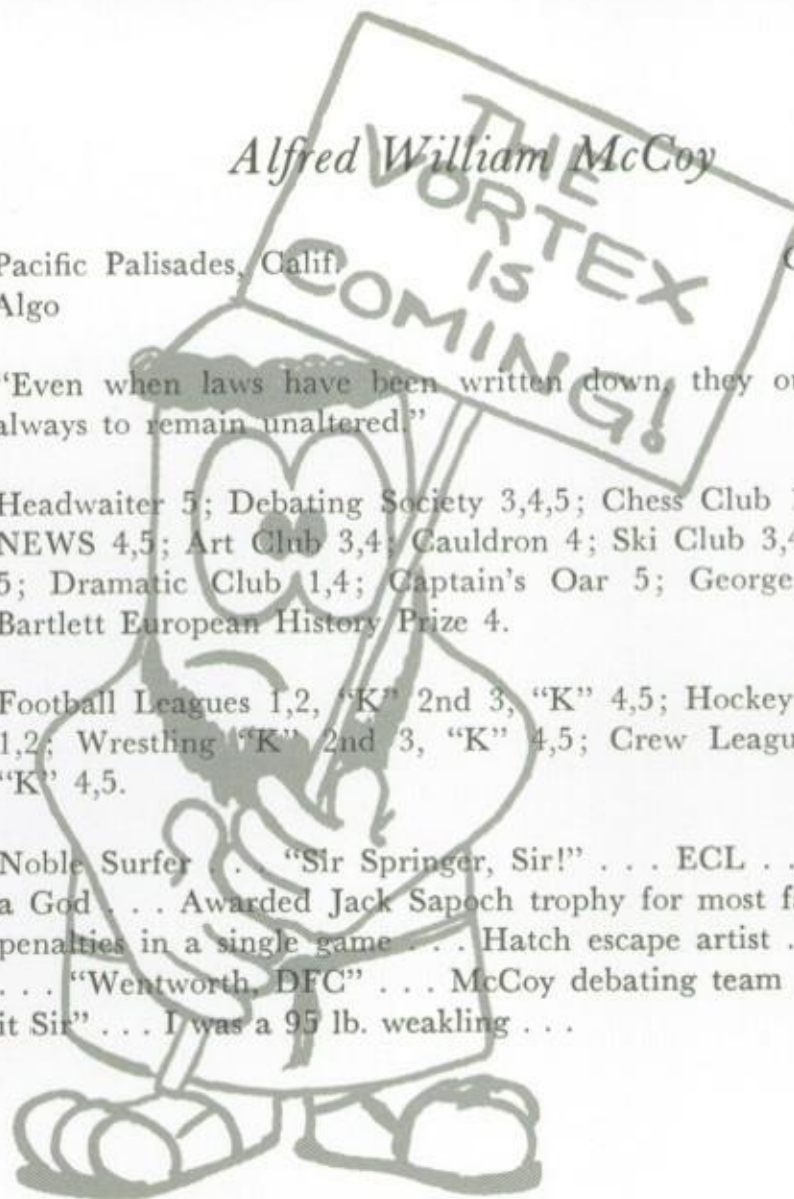 THE
VORTEX
IS
COMING!
Alfred William McCoy
Pacific Palisades, Calif.
Algo
"Even when laws have been written down, they
always to remain unaltered."
Headwaiter 5; Debating Society 3,4,5; Chess Club
NEWS 4,5; Art Club 3,4; Cauldron 4; Ski Club 3,4
5; Dramatic Club 1,4; Captain's Oar 5; George
Bartlett European History Prize 4.
Football Leagues 1,2, "K" 2nd 3, "K" 4,5; Hockey
1,2; Wrestling "K" 2nd 3, "K" 4,5; Crew
"K" 4,5.
Noble Surfer . . . "Sir Springer, Sir!" . . . ECL . . .
a God . . . Awarded Jack Sapoch trophy for most
penalties in a single game . . . Hatch escape artist . .
. . . "Wentworth, DFC" . . . McCoy debating team
it Sir" . . . I was a 95 lb. weakling . . .